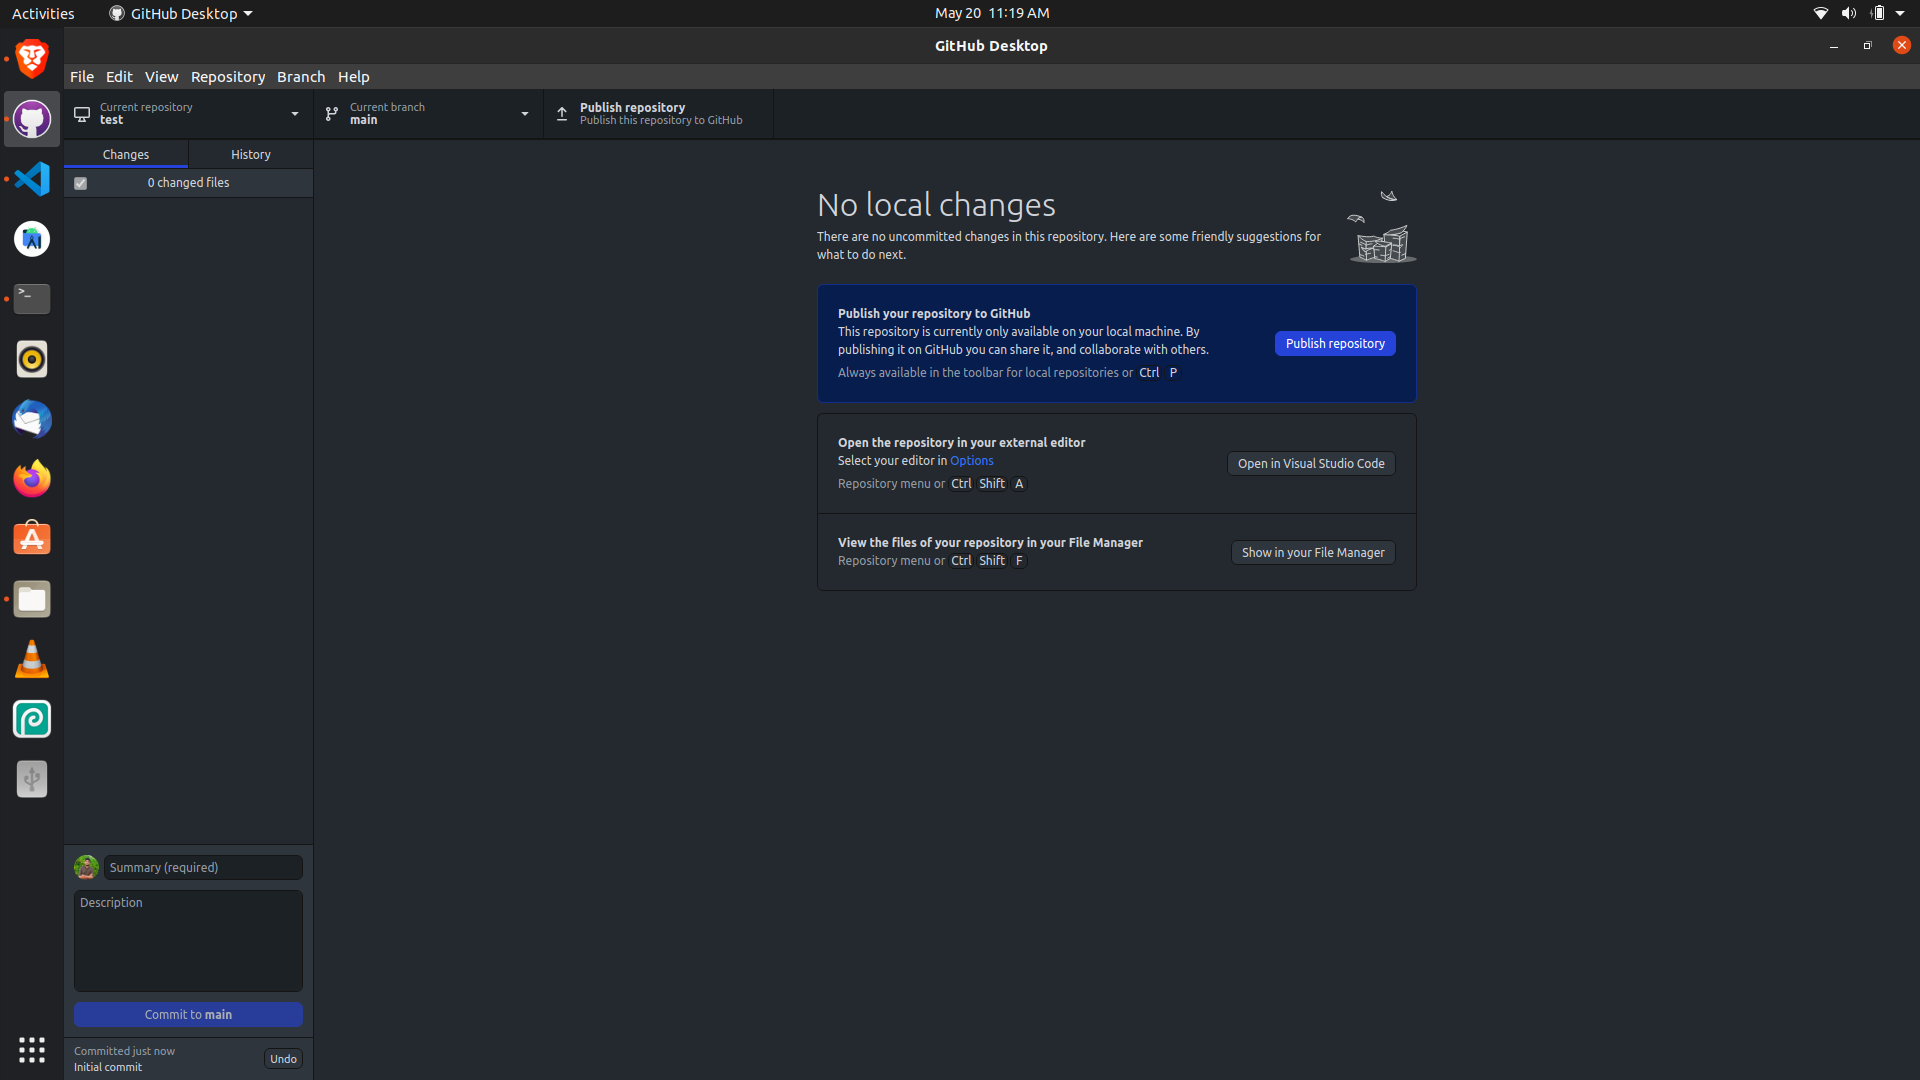 Activities
GitHub Desktop
May 20 11:19 AM
GitHub Desktop
File Edit View Repository Branch Help
Current repository
test
Current branch
main
Publish repository
Publish this repository to GitHub
Changes
History
0 changed files
No local changes
There are no uncommitted changes in this repository. Here are some friendly suggestions for
what to do next.
Publish your repository to GitHub
This repository is currently only available on your local machine. By
publishing it on GitHub you can share it, and collaborate with others.
Always available in the toolbar for local repositories or Ctrl P
Publish repository
Open the repository in your external editor
Select your editor in Options
Repository menu or Ctrl Shift A
Open in Visual Studio Code
View the files of your repository in your File Manager
Repository menu or Ctrl Shift F
Show in your File Manager
Summary (required)
Description
Commit to main
Committed just now
Initial commit
Undo